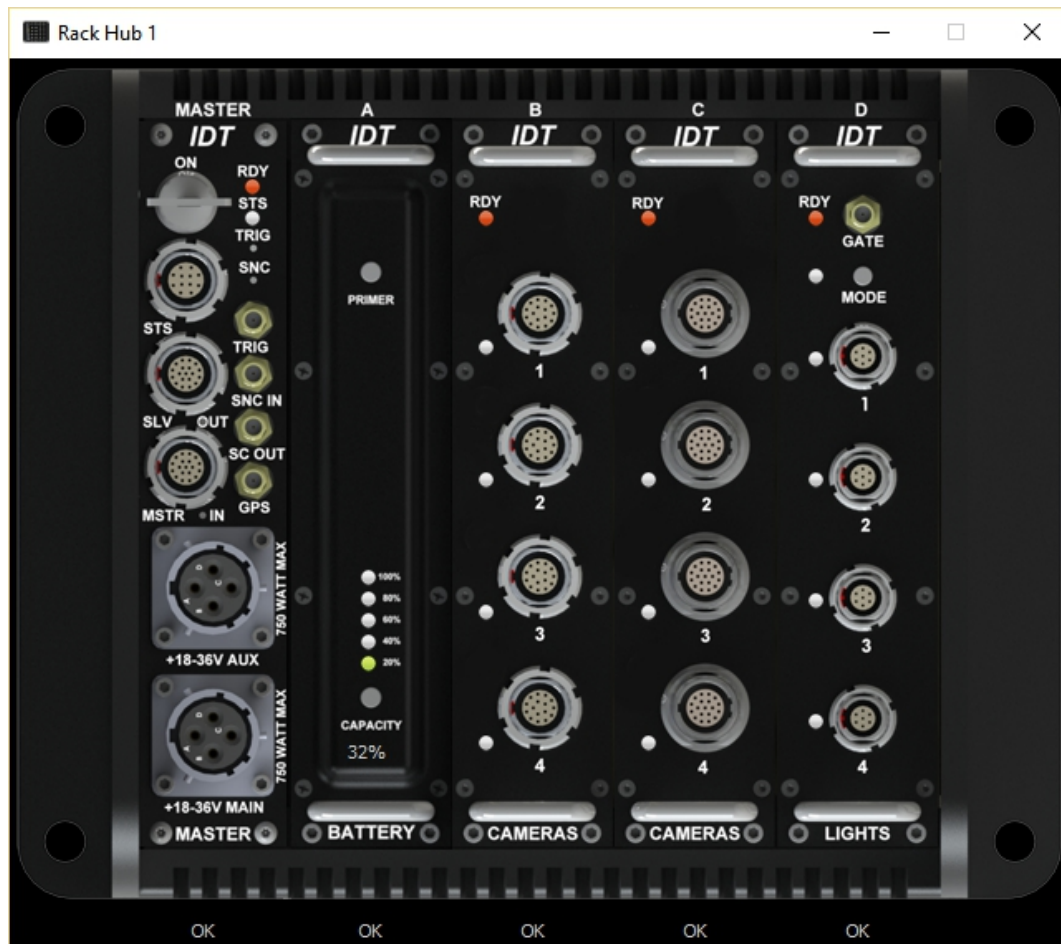 Rack Hub 1
MASTER
IDT
ON
RDY
STS
TRIG
SNC
STS
TRIG
SNC IN
SLV OUT
SC OUT
GPS
MSTR IN
750 WATT MAX
D
C
A
B
+18-36V AUX
750 WATT MAX
D
C
A
B
+18-36V MAIN
MASTER
A
IDT
PRIMER
100%
80%
60%
40%
20%
CAPACITY
32%
BATTERY
B
IDT
RDY
1
2
3
4
CAMERAS
C
IDT
RDY
1
2
3
4
CAMERAS
D
IDT
RDY
GATE
MODE
1
2
3
4
LIGHTS
OK OK OK OK OK